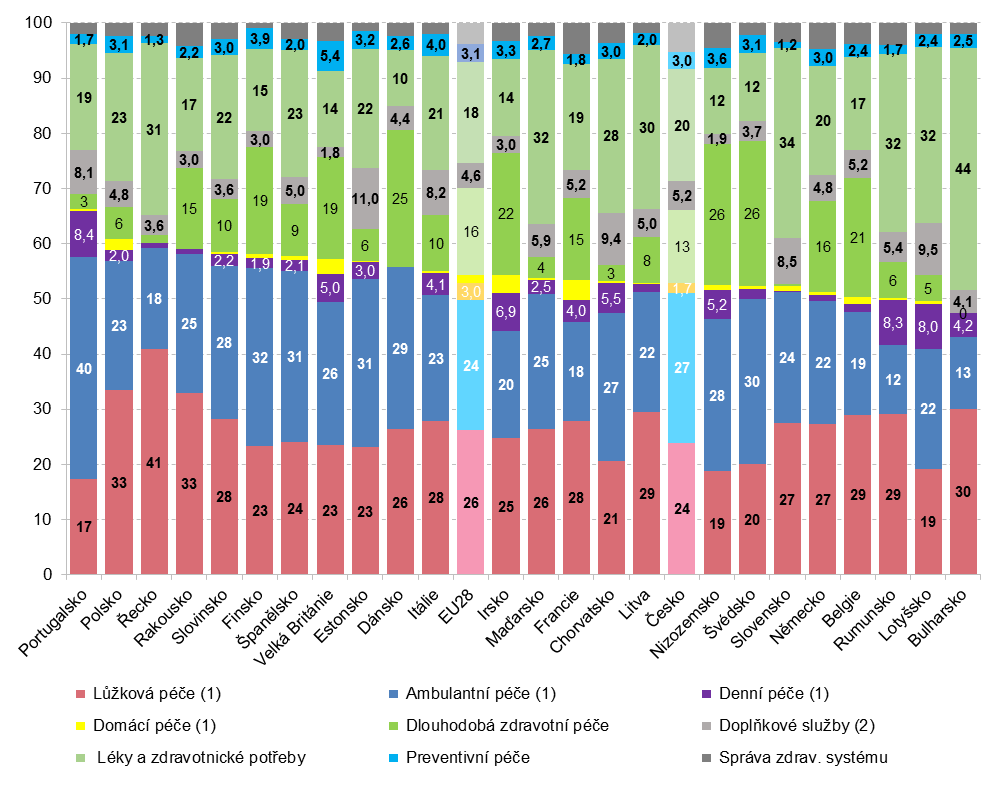 100
90
80
70
60
50
40
30
20
10
0
1,7 3,1 1,3 2,2 3,0 3,9 2,0 5,4 3,2 2,6 4,0 3,1 3,3 2,7 1,8 3,0 2,0 3,0 3,6 3,1 1,2 3,0 2,4 1,7 2,4 2,5
19 23 31 17 22 15 23 14 22 10 21 18 14 32 19 28 30 20 12 12 34 20 17 32 32 44
8,1 4,8 3,6 3,0 3,6 3,0 5,0 1,8 11,0 4,4 8,2 4,6 3,0 5,9 5,2 9,4 5,0 5,2 1,9 3,7 8,5 4,8 5,2 5,4 9,5 4,1
3 6 15 10 19 9 19 6 25 10 16 22 4 15 3 8 13 26 26 16 21 6 5 0
3,0 1,7
8,4 2,0 2,2 1,9 2,1 5,0 3,0 4,1 6,9 2,5 4,0 5,5 5,2 8,3 8,0 4,2
40 23 18 25 28 32 31 26 31 29 23 24 20 25 18 27 22 27 28 30 24 22 19 12 22 13
17 33 41 33 28 23 24 23 23 26 28 26 25 26 28 21 29 24 19 20 27 27 29 29 19 30
Portugalsko
Polsko
Řecko
Rakousko
Slovinsko
Finsko
Španělsko
Velká Británie
Estonsko
Dánsko
Itálie
EU28
Irsko
Maďarsko
Francie
Chorvatsko
Litva
Česko
Nizozemsko
Švédsko
Slovensko
Německo
Belgie
Rumunsko
Lotyšsko
Bulharsko
Lůžková péče (1) Ambulantní péče (1) Denní péče (1)
Domácí péče (1) Dlouhodobá zdravotní péče Doplňkové služby (2)
Léky a zdravotnické potřeby Preventivní péče Správa zdrav. systému